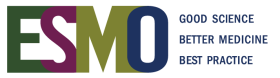 ESMO
GOOD SCIENCE
BETTER MEDICINE
BEST PRACTICE